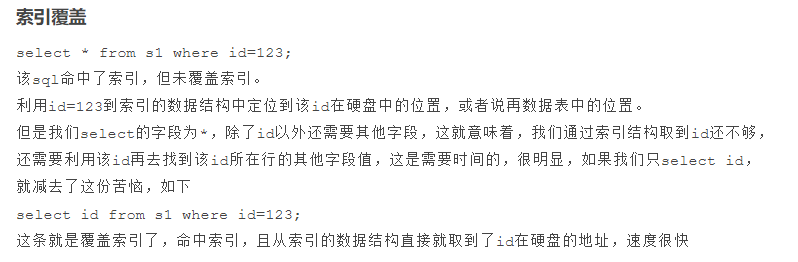 索引覆盖
select * from s1 where id=123;
该sql命中了索引，但未覆盖索引。
利用id=123到索引的数据结构中定位到该id在硬盘中的位置，或者说再数据表中的位置。
但是我们select的字段为*，除了id以外还需要其他字段，这就意味着，我们通过索引结构取到id还不够，
还需要利用该id再去找到该id所在行的其他字段值，这是需要时间的，很明显，如果我们只select id，
就减去了这份苦恼，如下
select id from s1 where id=123;
这条就是覆盖索引了，命中索引，且从索引的数据结构直接就取到了id在硬盘的地址，速度很快